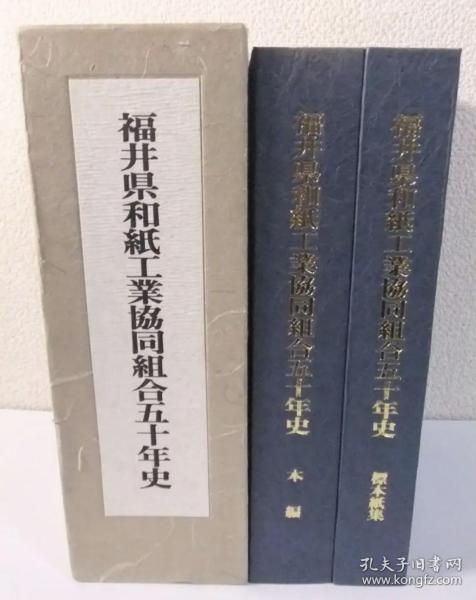 福井県和紙工業協同組合五十年史
福井県和紙工業協同組合五十年史 本編
福井県和紙工業協同組合五十年史 標本紙集
孔夫子旧书网
book.kongfz.com